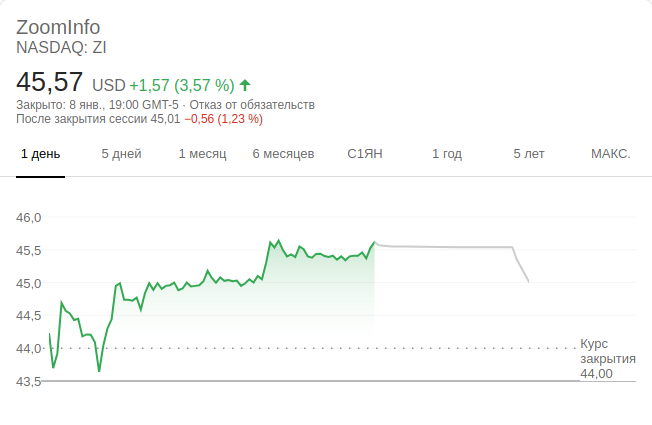 ZoomInfo
NASDAQ: ZI
45,57 USD +1,57 (3,57 %)
Закрыто: 8 янв., 19:00 GMT-5 · Отказ от обязательств
После закрытия сессии 45,01 −0,56 (1,23 %)
1 день 5 дней 1 месяц 6 месяцев С1ЯН 1 год 5 лет МАКС.
46,0
45,5
45,0
44,5
44,0
43,5
Курс
закрытия
44,00